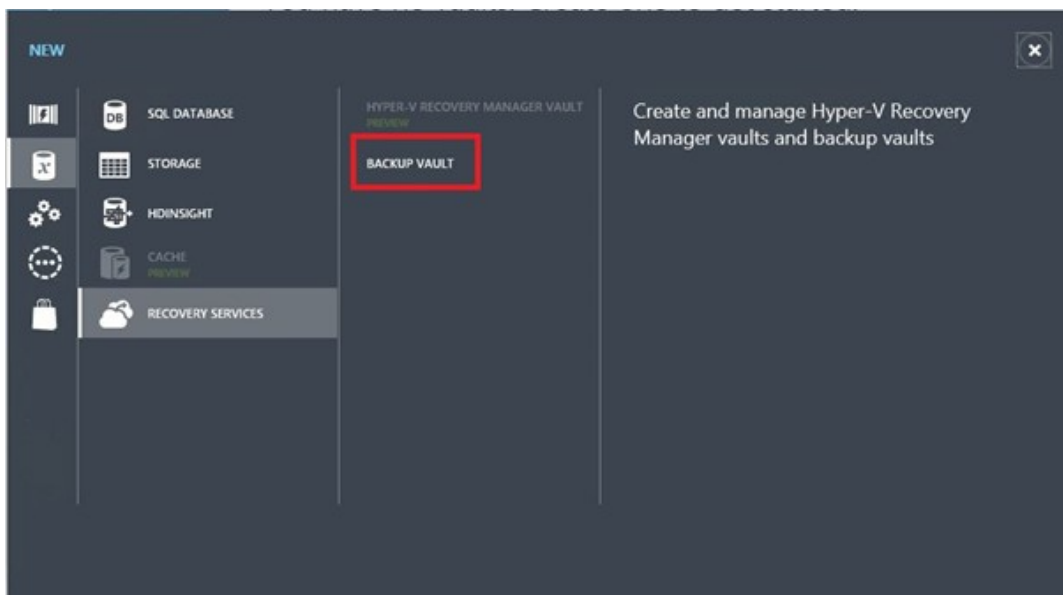 NEW
SQL DATABASE
STORAGE
HDINSIGHT
CACHE
PREVIEW
RECOVERY SERVICES
HYPER-V RECOVERY MANAGER VAULT
PREVIEW
BACKUP VAULT
Create and manage Hyper-V Recovery
Manager vaults and backup vaults